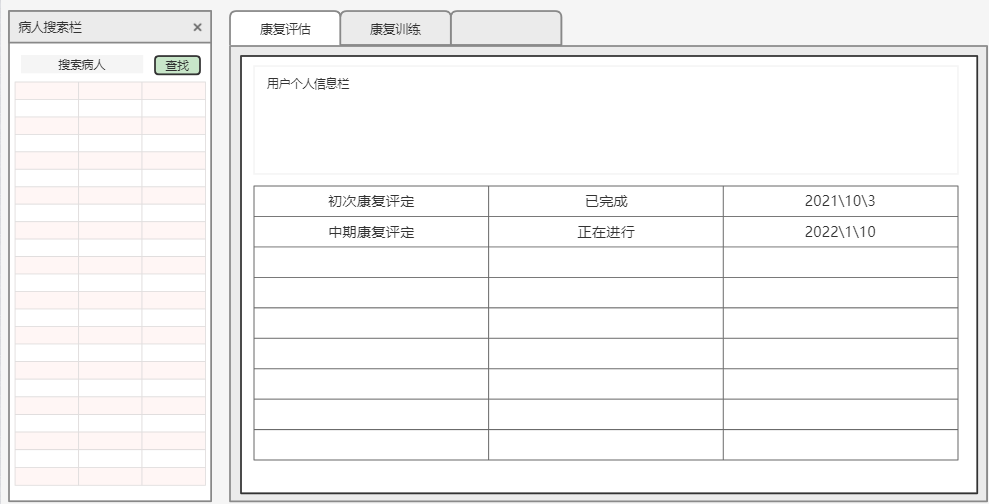 病人搜索栏 ×
搜索病人 查找
康复评估 康复训练
用户个人信息栏
初次康复评定 已完成 2021\10\3
中期康复评定 正在进行 2022\1\10